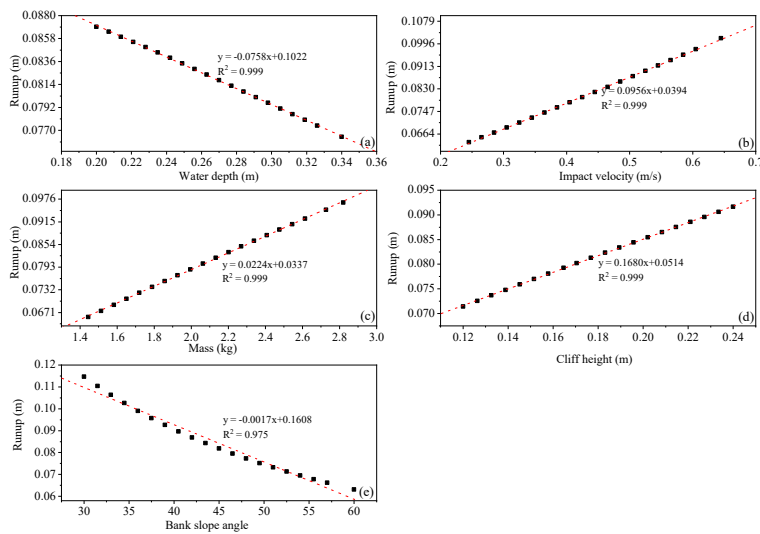 0.0880
0.0858
0.0836
0.0814
0.0792
0.0770
Runup (m)
y = -0.0758x+0.1022
R² = 0.999
(a)
0.18 0.20 0.22 0.24 0.26 0.28 0.30 0.32 0.34 0.36
Water depth (m)
0.1079
0.0996
0.0913
0.0830
0.0747
0.0664
Runup (m)
y = 0.0956x+0.0394
R² = 0.999
(b)
0.2 0.3 0.4 0.5 0.6 0.7
Impact velocity (m/s)
0.0976
0.0915
0.0854
0.0793
0.0732
0.0671
Runup (m)
y = 0.0224x+0.0337
R² = 0.999
(c)
1.4 1.6 1.8 2.0 2.2 2.4 2.6 2.8 3.0
Mass (kg)
0.095
0.090
0.085
0.080
0.075
0.070
Runup (m)
y = 0.1680x+0.0514
R² = 0.999
(d)
0.12 0.14 0.16 0.18 0.20 0.22 0.24
Cliff height (m)
0.12
0.11
0.10
0.09
0.08
0.07
0.06
Runup (m)
y = -0.0017x+0.1608
R² = 0.975
(e)
30 35 40 45 50 55 60
Bank slope angle